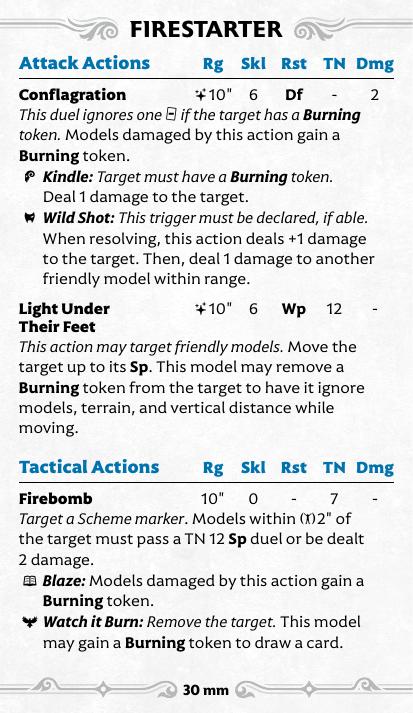 FIRESTARTER
Attack Actions Rg Skl Rst TN Dmg
Conflagration 10" 6 Df - 2
This duel ignores one if the target has a Burning
token. Models damaged by this action gain a
Burning token.
Kindle: Target must have a Burning token.
Deal 1 damage to the target.
Wild Shot: This trigger must be declared, if able.
When resolving, this action deals +1 damage
to the target. Then, deal 1 damage to another
friendly model within range.
Light Under 10" 6 Wp 12 -
Their Feet
This action may target friendly models. Move the
target up to its Sp. This model may remove a
Burning token from the target to have it ignore
models, terrain, and vertical distance while
moving.
Tactical Actions Rg Skl Rst TN Dmg
Firebomb 10" 0 - 7 -
Target a Scheme marker. Models within 2" of
the target must pass a TN 12 Sp duel or be dealt
2 damage.
Blaze: Models damaged by this action gain a
Burning token.
Watch it Burn: Remove the target. This model
may gain a Burning token to draw a card.
30 mm